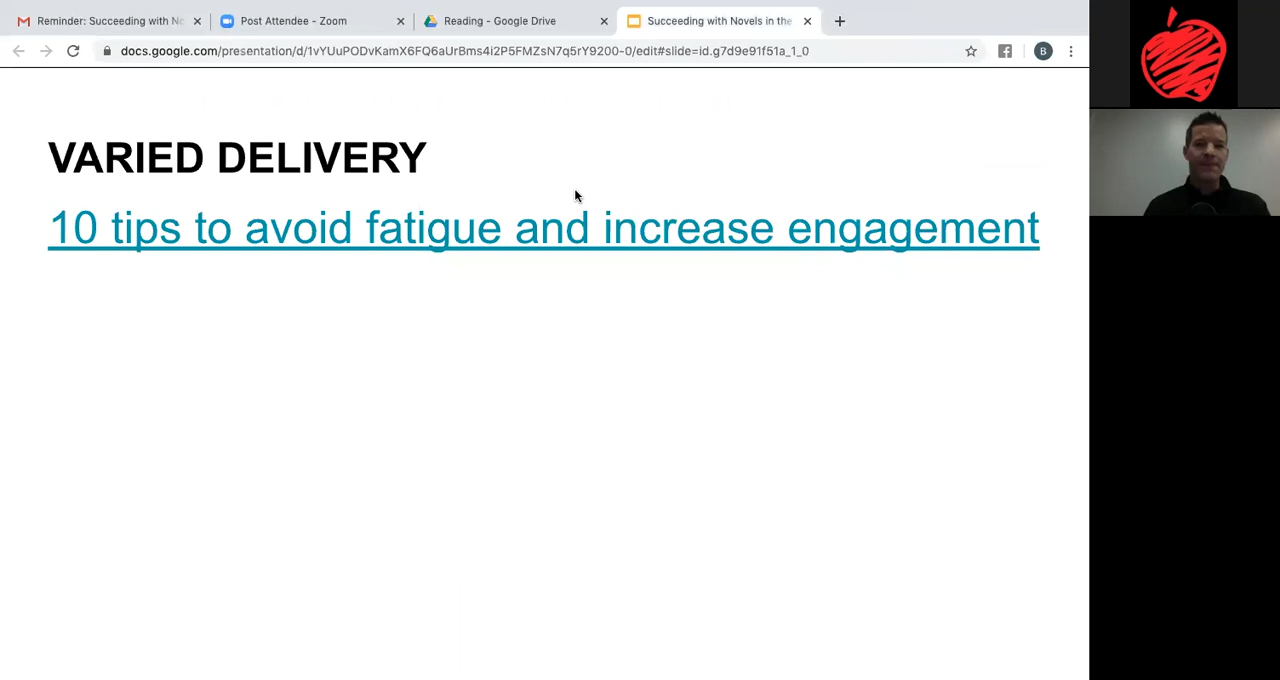 Reminder: Succeeding with No
Post Attendee - Zoom
Reading - Google Drive
Succeeding with Novels in the
docs.google.com/presentation/d/1vYUuPODvKamX6FQ6aUrBms4i2P5FMZsN7q5rY9200-0/edit#slide=id.g7d9e91f51a_1_0
B
VARIED DELIVERY
10 tips to avoid fatigue and increase engagement